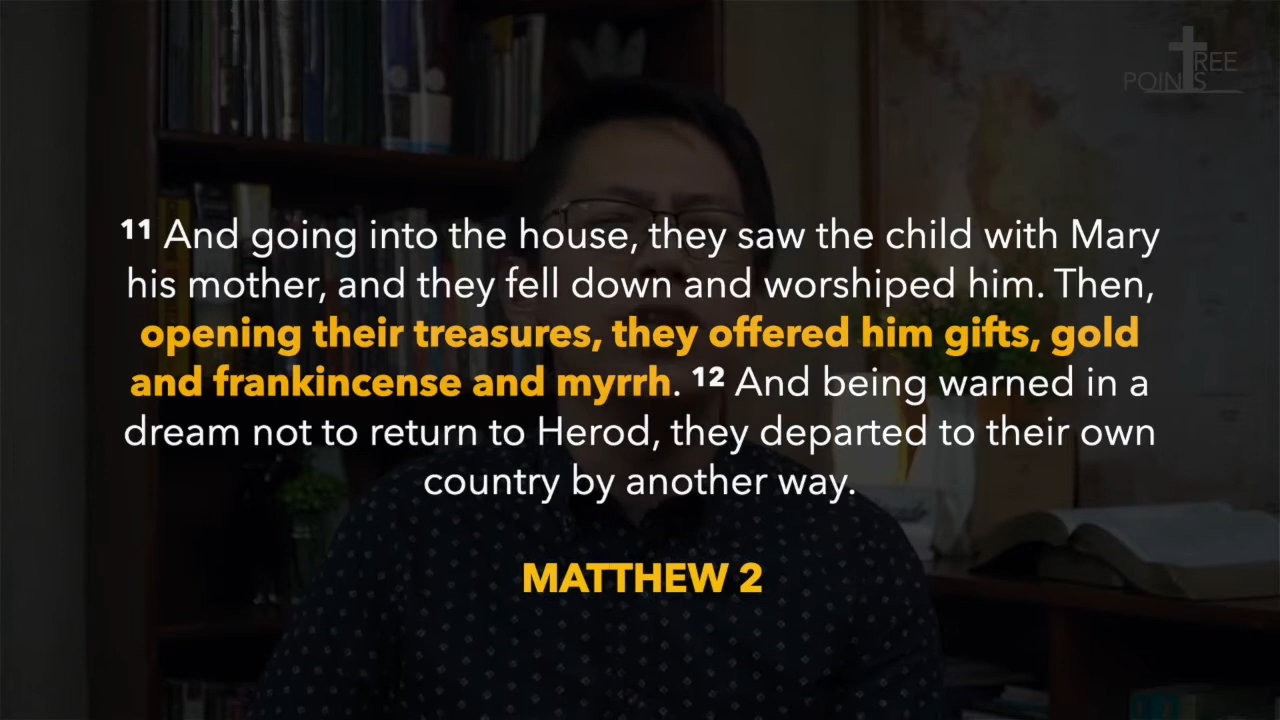 TREE
POINTS
11 And going into the house, they saw the child with Mary
his mother, and they fell down and worshiped him. Then,
opening their treasures, they offered him gifts, gold
and frankincense and myrrh. 12 And being warned in a
dream not to return to Herod, they departed to their own
country by another way.
MATTHEW 2